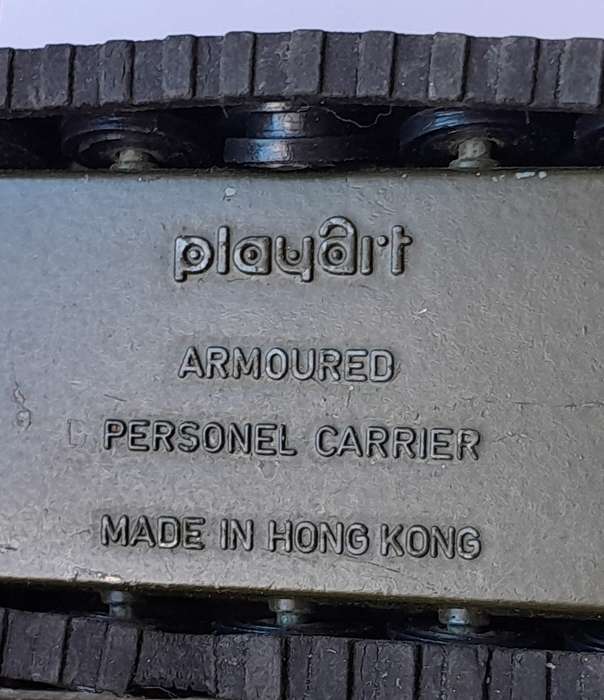 playart
ARMOURED
PERSONEL CARRIER
MADE IN HONG KONG